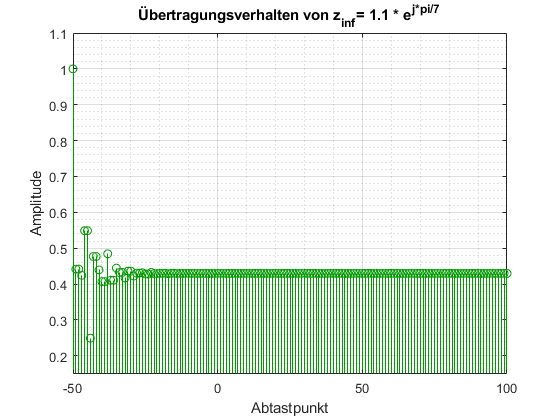 Übertragungsverhalten von z_inf= 1.1 * e^j*pi/7
1.1
1
0.9
0.8
0.7
0.6
0.5
0.4
0.3
0.2
Amplitude
-50 0 50 100
Abtastpunkt